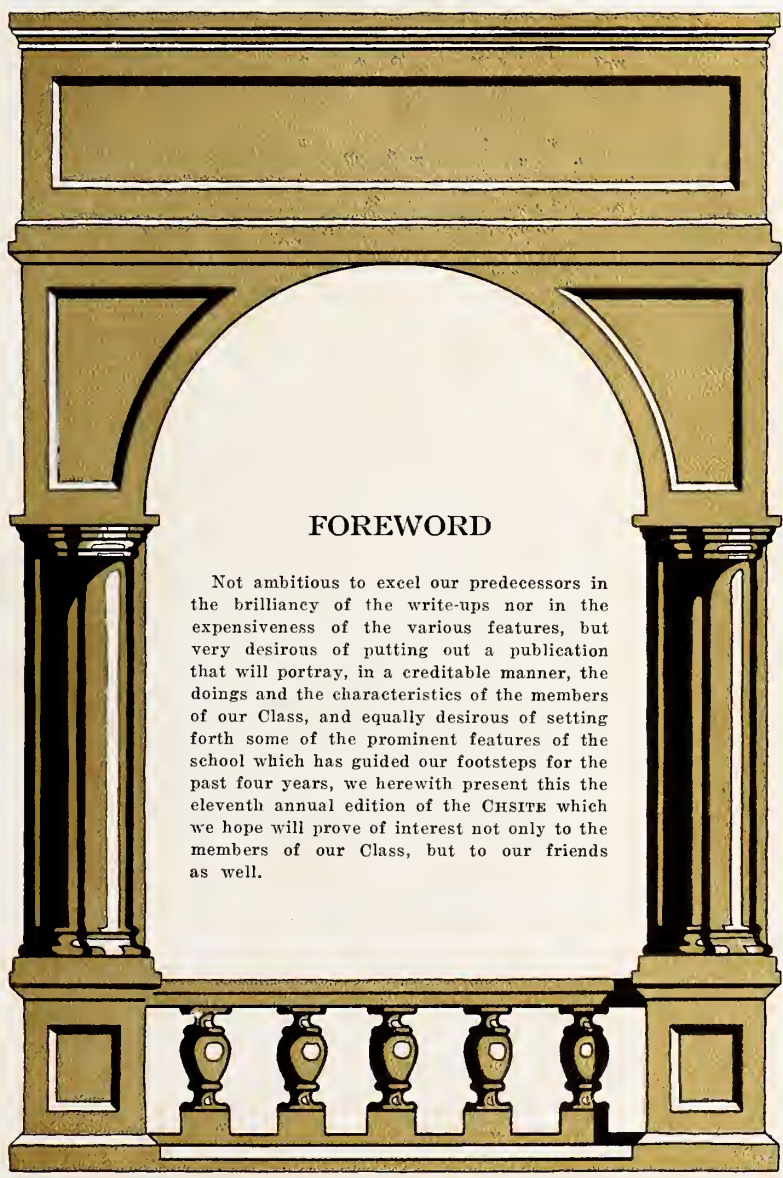 FOREWORD
Not ambitious to excel our predecessors in
the brilliancy of the write-ups nor in the
expensiveness of the various features, but
very desirous of putting out a publication
that will portray, in a creditable manner, the
doings and the characteristics of the members
of our Class, and equally desirous of setting
forth some of the prominent features of the
school which has guided our footsteps for the
past four years, we herewith present this the
eleventh annual edition of the CHSITE which
we hope will prove of interest not only to the
members of our Class, but to our friends
as well.